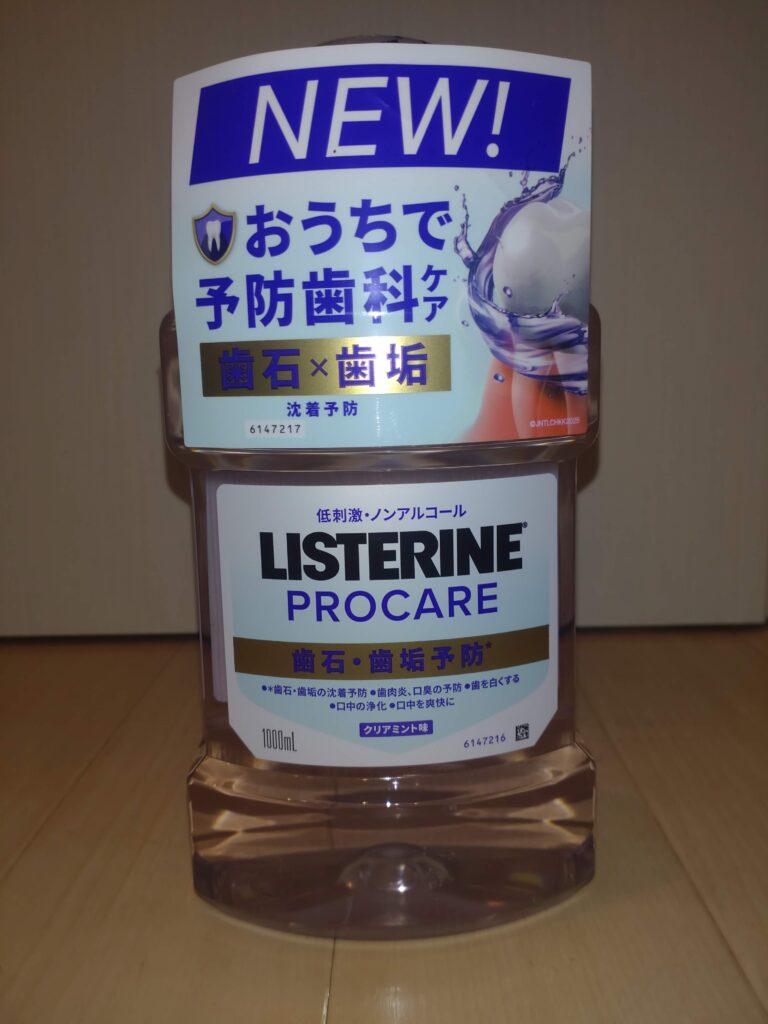 NEW!
おうちで
予防歯科ケア
歯石×歯垢
沈着予防
6147217
©JNTLCHKK2025
低刺激・ノンアルコール
LISTERINE®
PROCARE
歯石・歯垢予防*
●*歯石・歯垢の沈着予防 ●歯肉炎、口臭の予防 ●歯を白くする
●口中の浄化 ●口中を爽快に
クリアミント味
1000mL
6147216